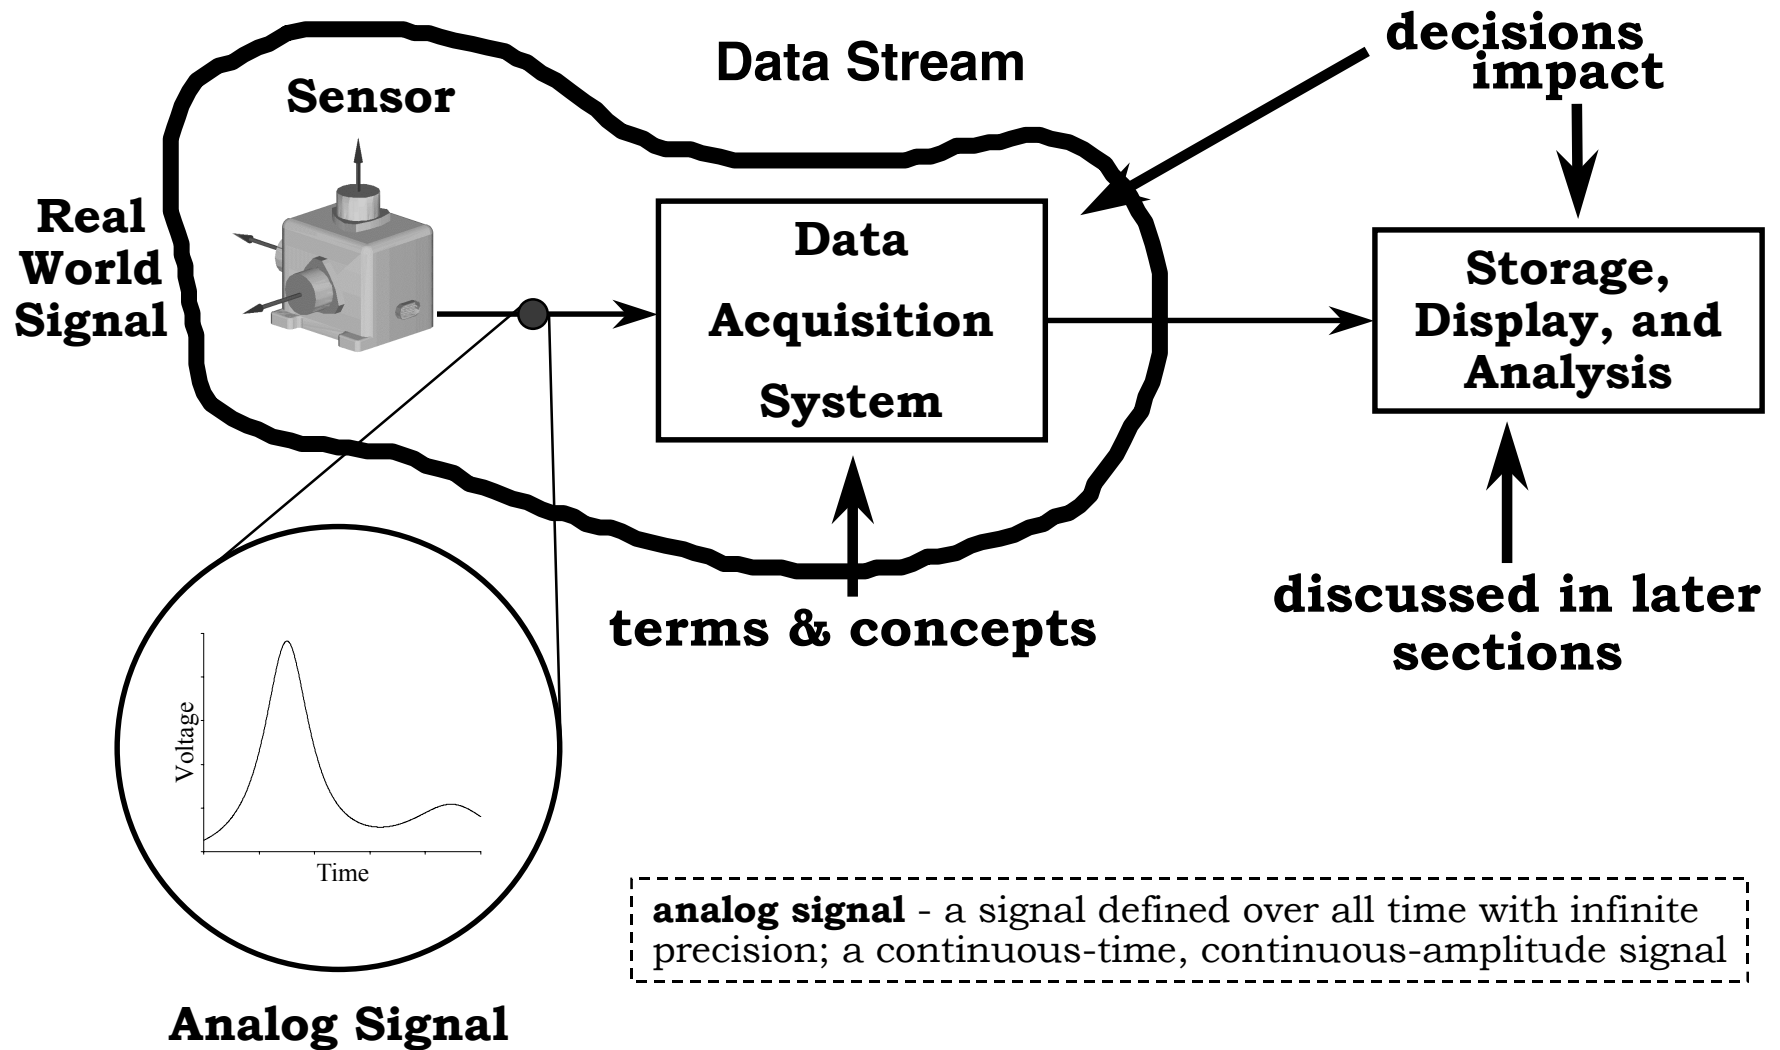 Data Stream
decisions
impact
Sensor
Real
World
Signal
Data
Acquisition
System
Storage,
Display, and
Analysis
terms & concepts
discussed in later
sections
Voltage
Time
analog signal - a signal defined over all time with infinite
precision; a continuous-time, continuous-amplitude signal
Analog Signal